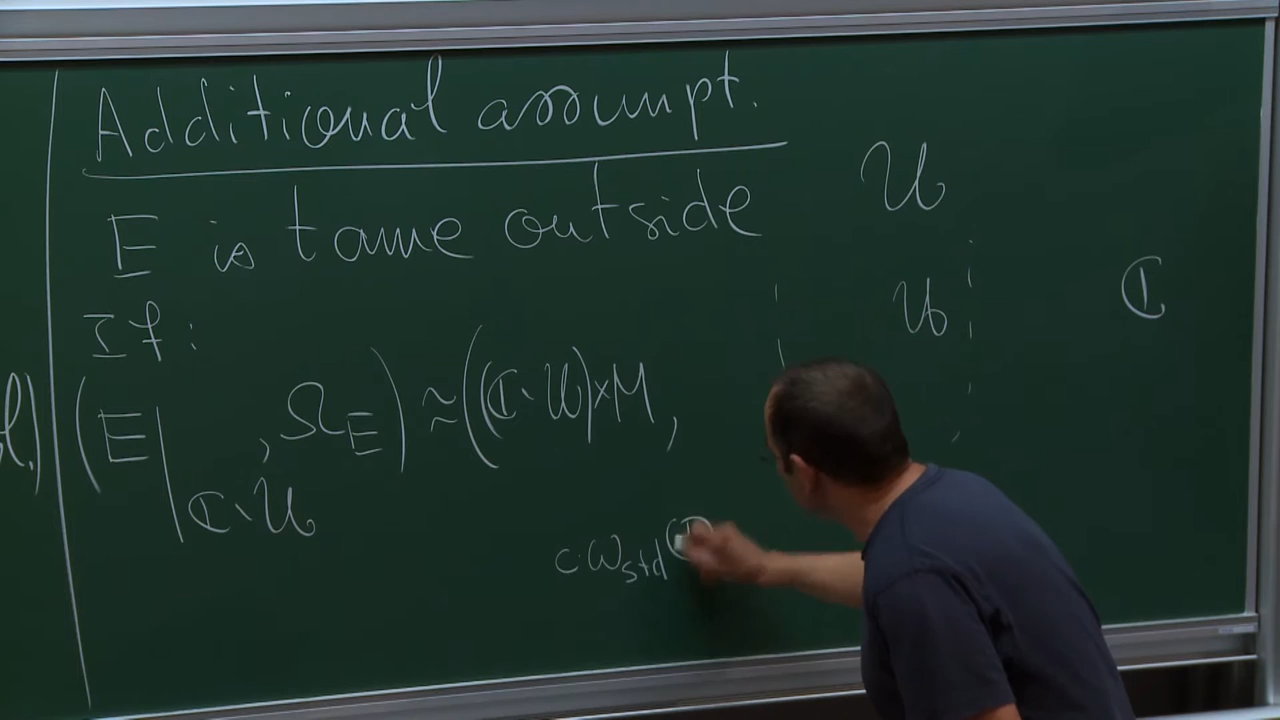 Additional assumpt.
E is tame outside U
If:
(E|_{ℂ∖U}, Ω_E) ≈ ((ℂ∖U)×M,
c·ω_std ⊕
U
ℂ